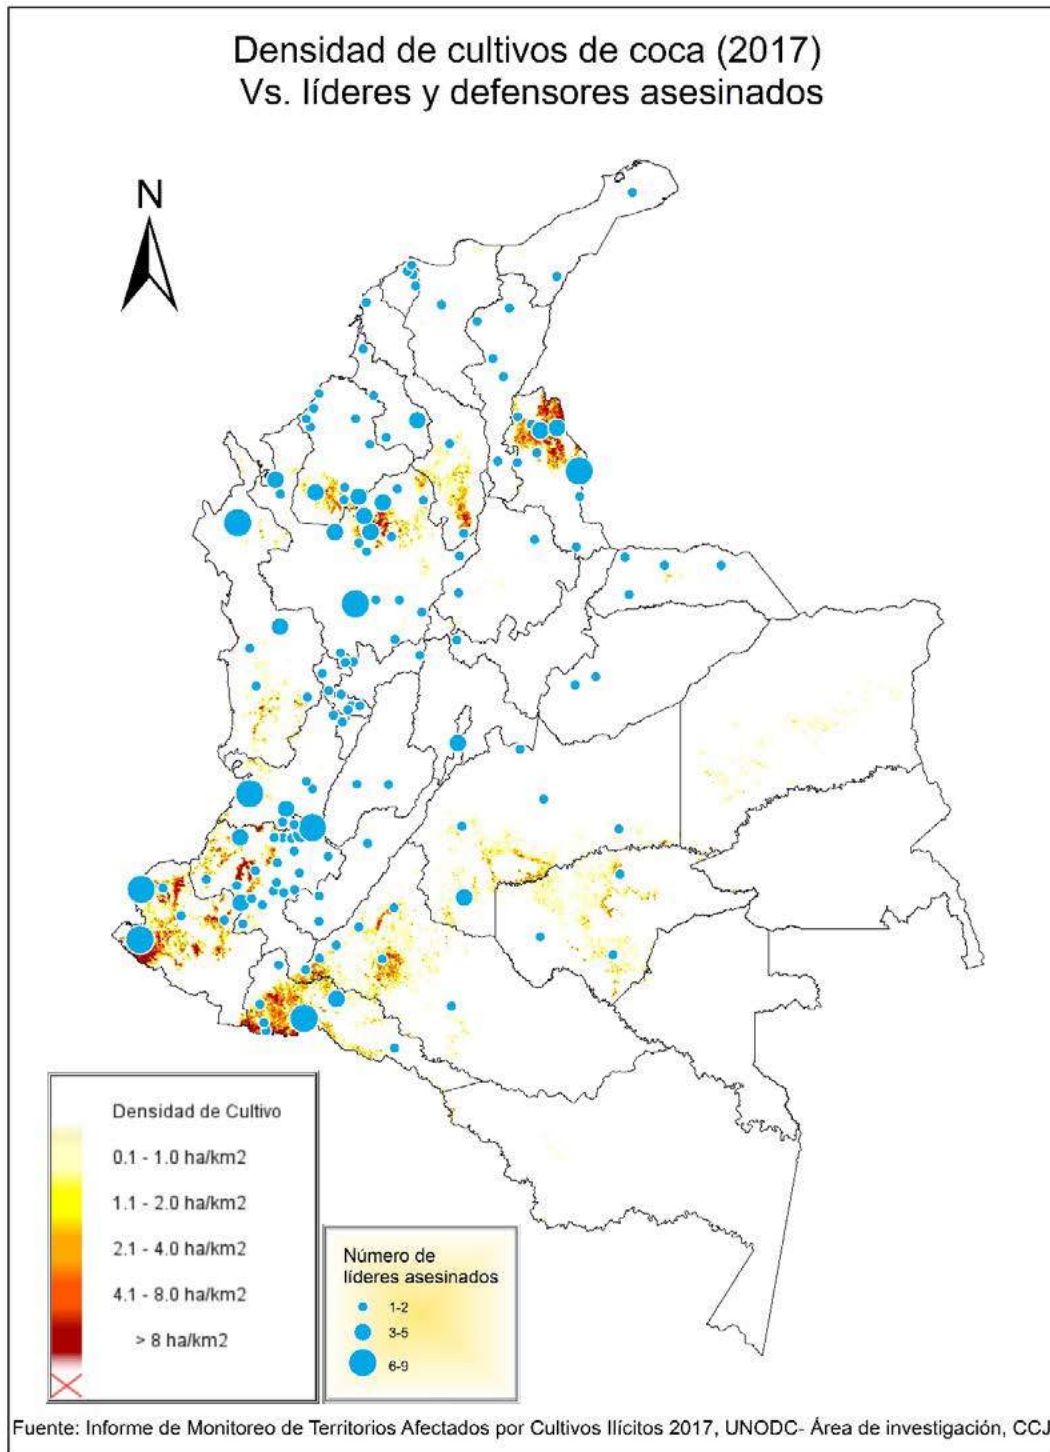 Densidad de cultivos de coca (2017)
Vs. líderes y defensores asesinados
N
Densidad de Cultivo
0.1 - 1.0 ha/km2
1.1 - 2.0 ha/km2
2.1 - 4.0 ha/km2
4.1 - 8.0 ha/km2
> 8 ha/km2
Número de
líderes asesinados
1-2
3-5
6-9
Fuente: Informe de Monitoreo de Territorios Afectados por Cultivos Ilícitos 2017, UNODC- Área de investigación, CCJ